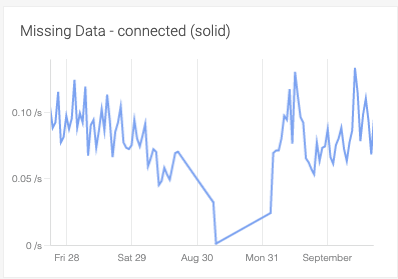 Missing Data - connected (solid)
0.10 /s
0.05 /s
0 /s
Fri 28 Sat 29 Aug 30 Mon 31 September